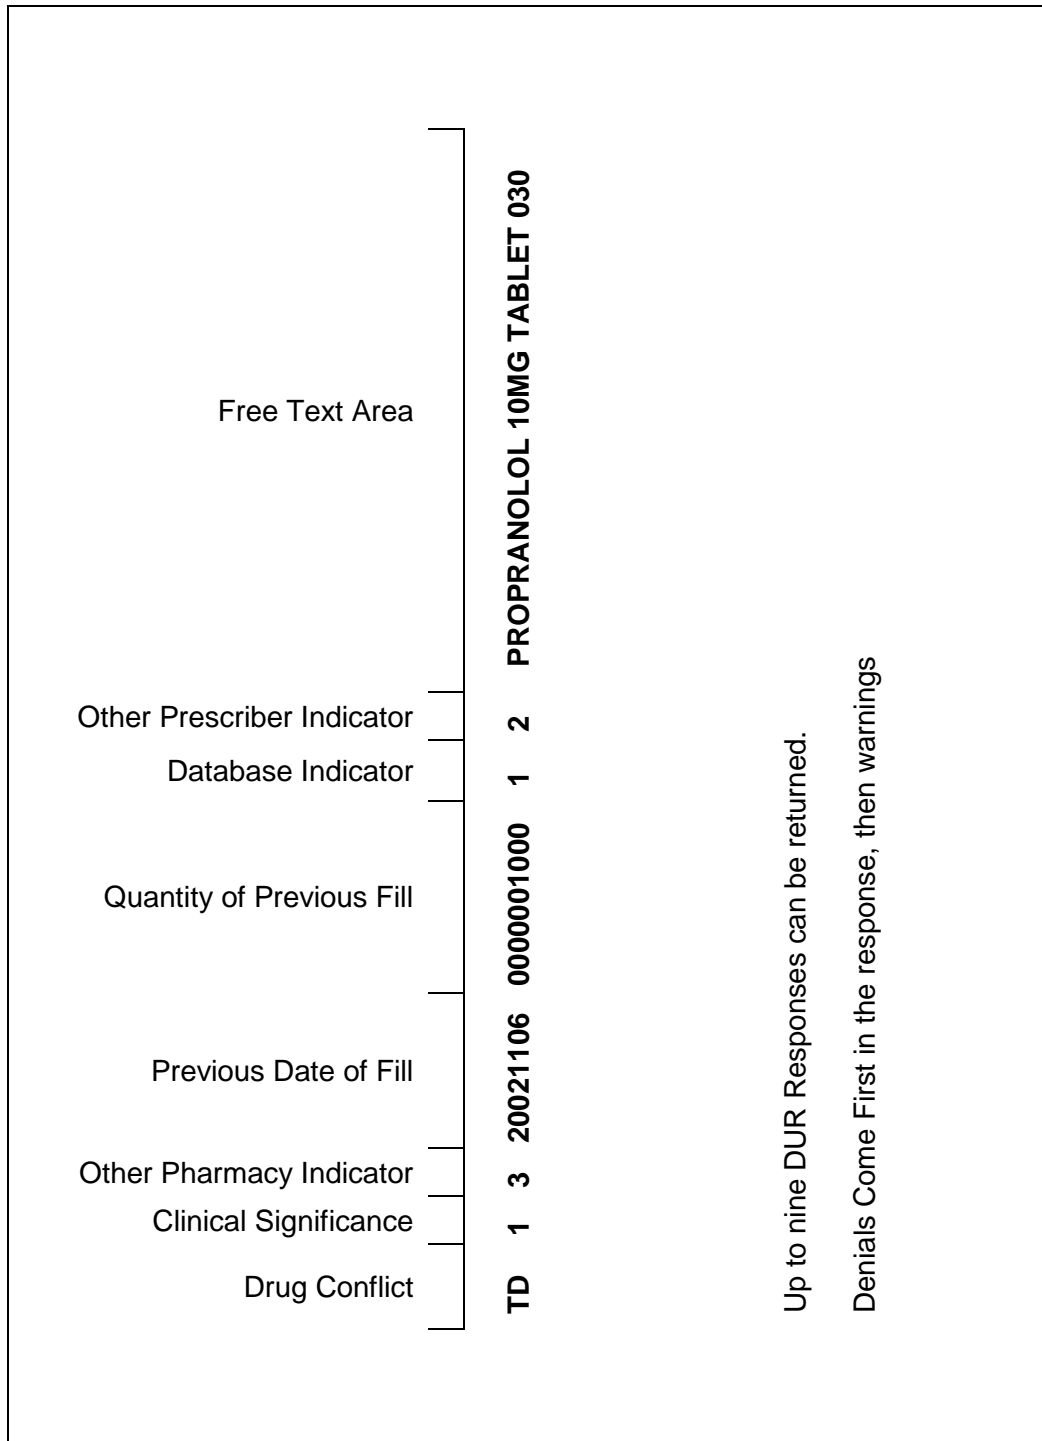 Free Text Area
Other Prescriber Indicator
Database Indicator
Quantity of Previous Fill
Previous Date of Fill
Other Pharmacy Indicator
Clinical Significance
Drug Conflict
TD 1 3 20021106 0000001000 1 2 PROPRANOLOL 10MG TABLET 030
Up to nine DUR Responses can be returned.
Denials Come First in the response, then warnings